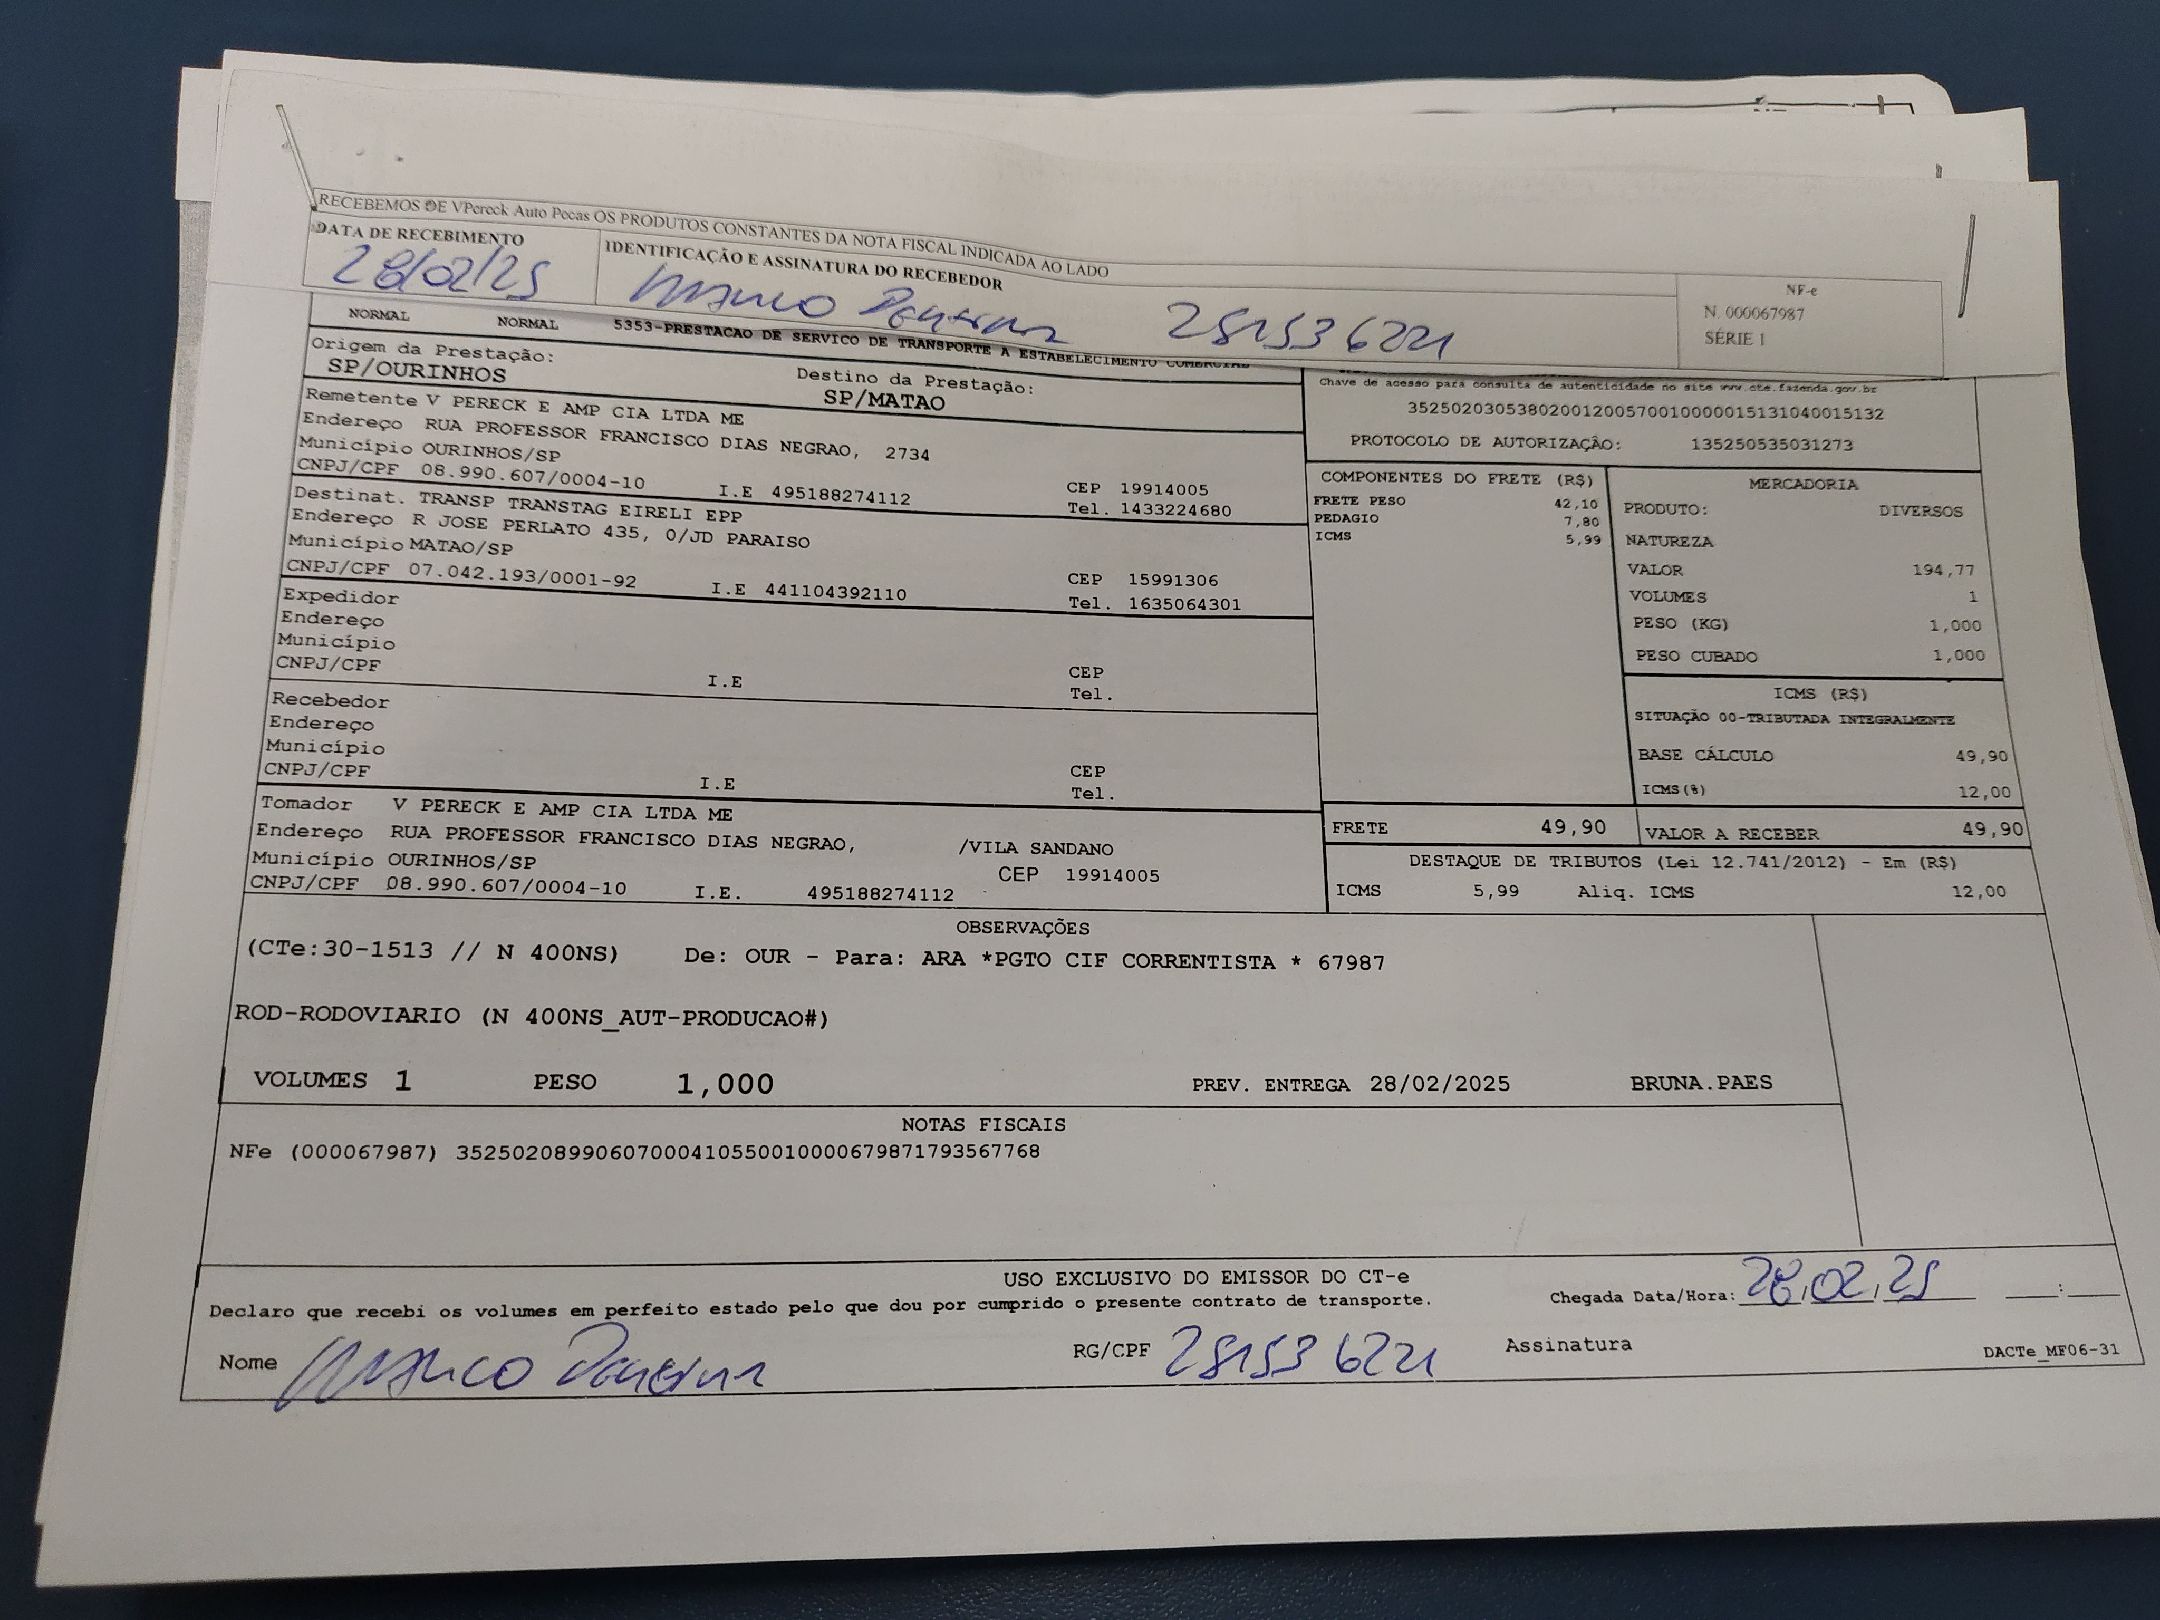 RECEBEMOS DE VPereck Auto Pecas OS PRODUTOS CONSTANTES DA NOTA FISCAL INDICADA AO LADO
DATA DE RECEBIMENTO
28/02/25
IDENTIFICAÇÃO E ASSINATURA DO RECEBEDOR
281536221
NF-e
N. 000067987
SÉRIE 1
NORMAL NORMAL 5353-PRESTACAO DE SERVICO DE TRANSPORTE A ESTABELECIMENTO COMERCIAL
Origem da Prestação:
SP/OURINHOS
Destino da Prestação:
SP/MATAO
Remetente V PERECK E AMP CIA LTDA ME
Endereço RUA PROFESSOR FRANCISCO DIAS NEGRAO, 2734
Município OURINHOS/SP
CNPJ/CPF 08.990.607/0004-10 I.E 495188274112
CEP 19914005
Tel. 1433224680
Destinat. TRANSP TRANSTAG EIRELI EPP
Endereço R JOSE PERLATO 435, 0/JD PARAISO
Município MATAO/SP
CNPJ/CPF 07.042.193/0001-92 I.E 441104392110
CEP 15991306
Tel. 1635064301
Expedidor
Endereço
Município
CNPJ/CPF I.E
CEP
Tel.
Recebedor
Endereço
Município
CNPJ/CPF I.E
CEP
Tel.
Tomador V PERECK E AMP CIA LTDA ME
Endereço RUA PROFESSOR FRANCISCO DIAS NEGRAO, /VILA SANDANO
Município OURINHOS/SP CEP 19914005
CNPJ/CPF 08.990.607/0004-10 I.E. 495188274112
Chave de acesso para consulta de autenticidade no site www.cte.fazenda.gov.br
35250203053802001200570010000015131040015132
PROTOCOLO DE AUTORIZAÇÃO: 135250535031273
COMPONENTES DO FRETE (R$)
FRETE PESO 42,10
PEDAGIO 7,80
ICMS 5,99
MERCADORIA
PRODUTO: DIVERSOS
NATUREZA
VALOR 194,77
VOLUMES 1
PESO (KG) 1,000
PESO CUBADO 1,000
ICMS (R$)
SITUAÇÃO 00-TRIBUTADA INTEGRALMENTE
BASE CÁLCULO 49,90
ICMS(%) 12,00
FRETE 49,90 VALOR A RECEBER 49,90
DESTAQUE DE TRIBUTOS (Lei 12.741/2012) - Em (R$)
ICMS 5,99 Aliq. ICMS 12,00
OBSERVAÇÕES
(CTe:30-1513 // N 400NS) De: OUR - Para: ARA *PGTO CIF CORRENTISTA * 67987
ROD-RODOVIARIO (N 400NS_AUT-PRODUCAO#)
VOLUMES 1 PESO 1,000 PREV. ENTREGA 28/02/2025 BRUNA.PAES
NOTAS FISCAIS
NFe (000067987) 35250208990607000410550010000679871793567768
USO EXCLUSIVO DO EMISSOR DO CT-e
Declaro que recebi os volumes em perfeito estado pelo que dou por cumprido o presente contrato de transporte.
Chegada Data/Hora: 28,02,25 :
Nome
RG/CPF 281536221
Assinatura
DACTe_MF06-31